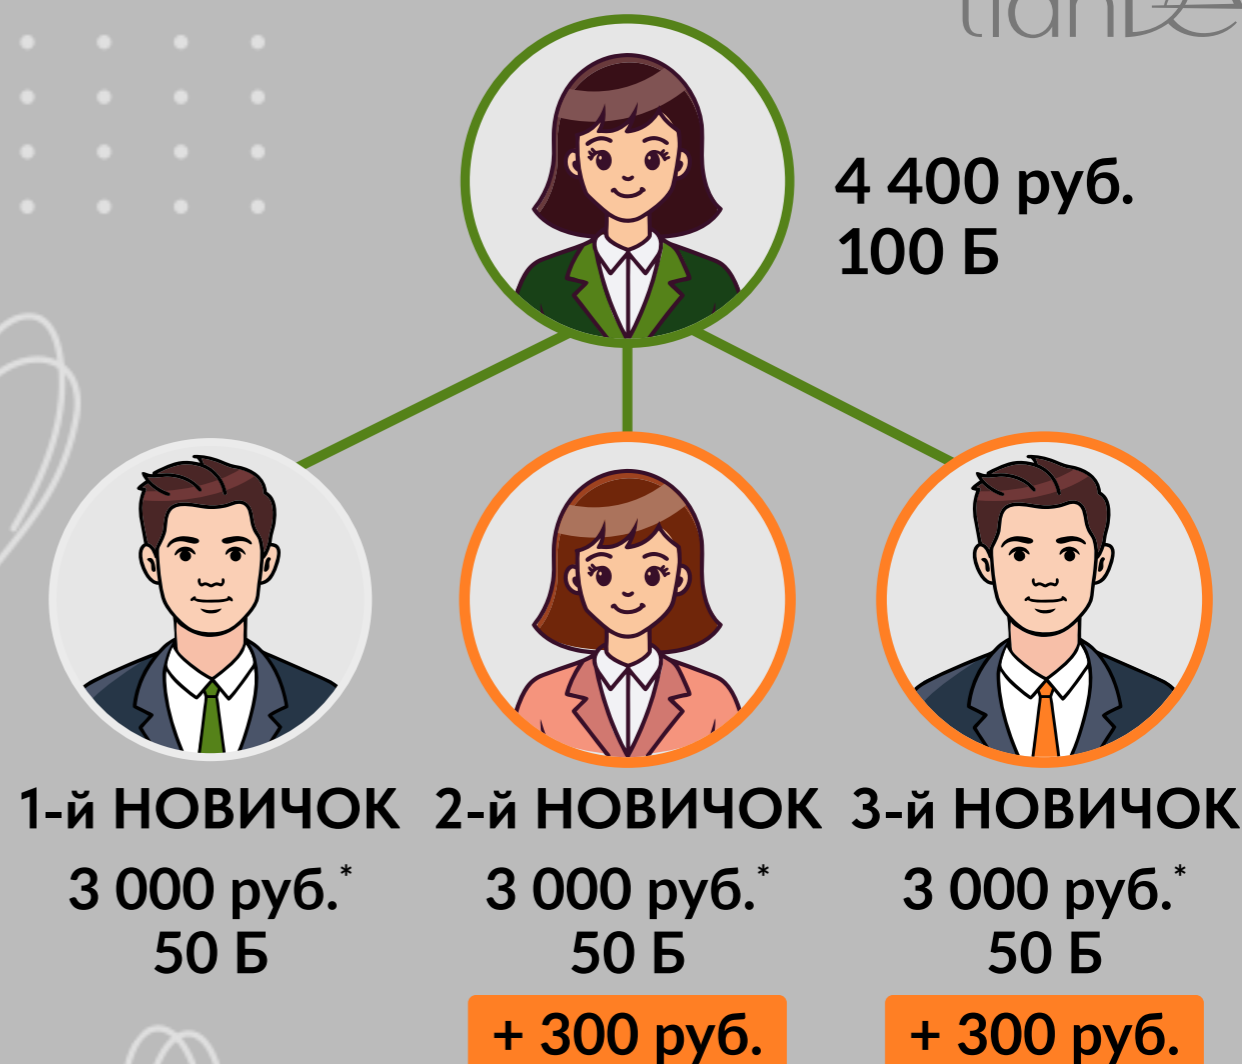 tianDe
4 400 руб.
100 Б
1-й НОВИЧОК
3 000 руб.*
50 Б
+ 300 руб.
2-й НОВИЧОК
3 000 руб.*
50 Б
+ 300 руб.
3-й НОВИЧОК
3 000 руб.*
50 Б